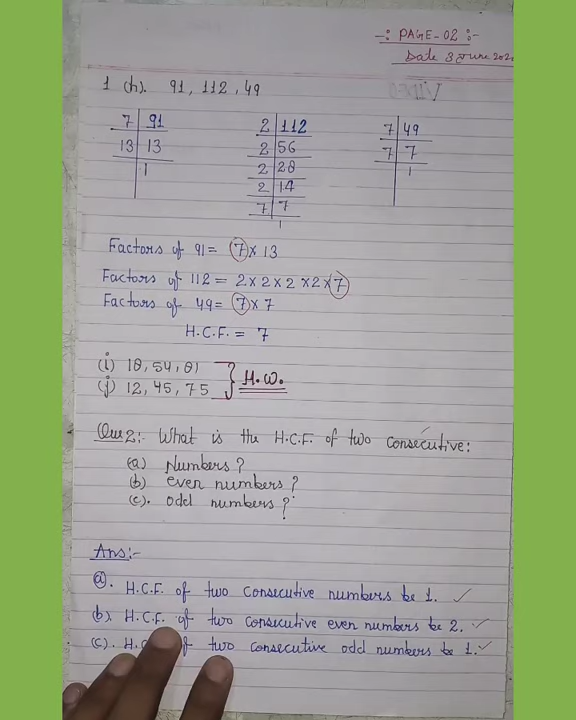 -: PAGE-02 :-
Date 3 June 202
1 (h). 91, 112, 49
7 91
13 13
1
2 112
2 56
2 28
2 14
7 7
1
7 49
7 7
1
Factors of 91 = 7 × 13
Factors of 112 = 2 × 2 × 2 × 2 × 7
Factors of 49 = 7 × 7
H.C.F. = 7
(i) 18, 54, 81
(j) 12, 45, 75
H.W.
Que 2:- What is the H.C.F. of two consecutive:
(a) Numbers?
(b) even numbers?
(c). odd numbers?
Ans:-
a). H.C.F. of two consecutive numbers be 1. ✓
(b). H.C.F. of two consecutive even numbers be 2. ✓
(c). H.C of two consecutive odd numbers be 1. ✓